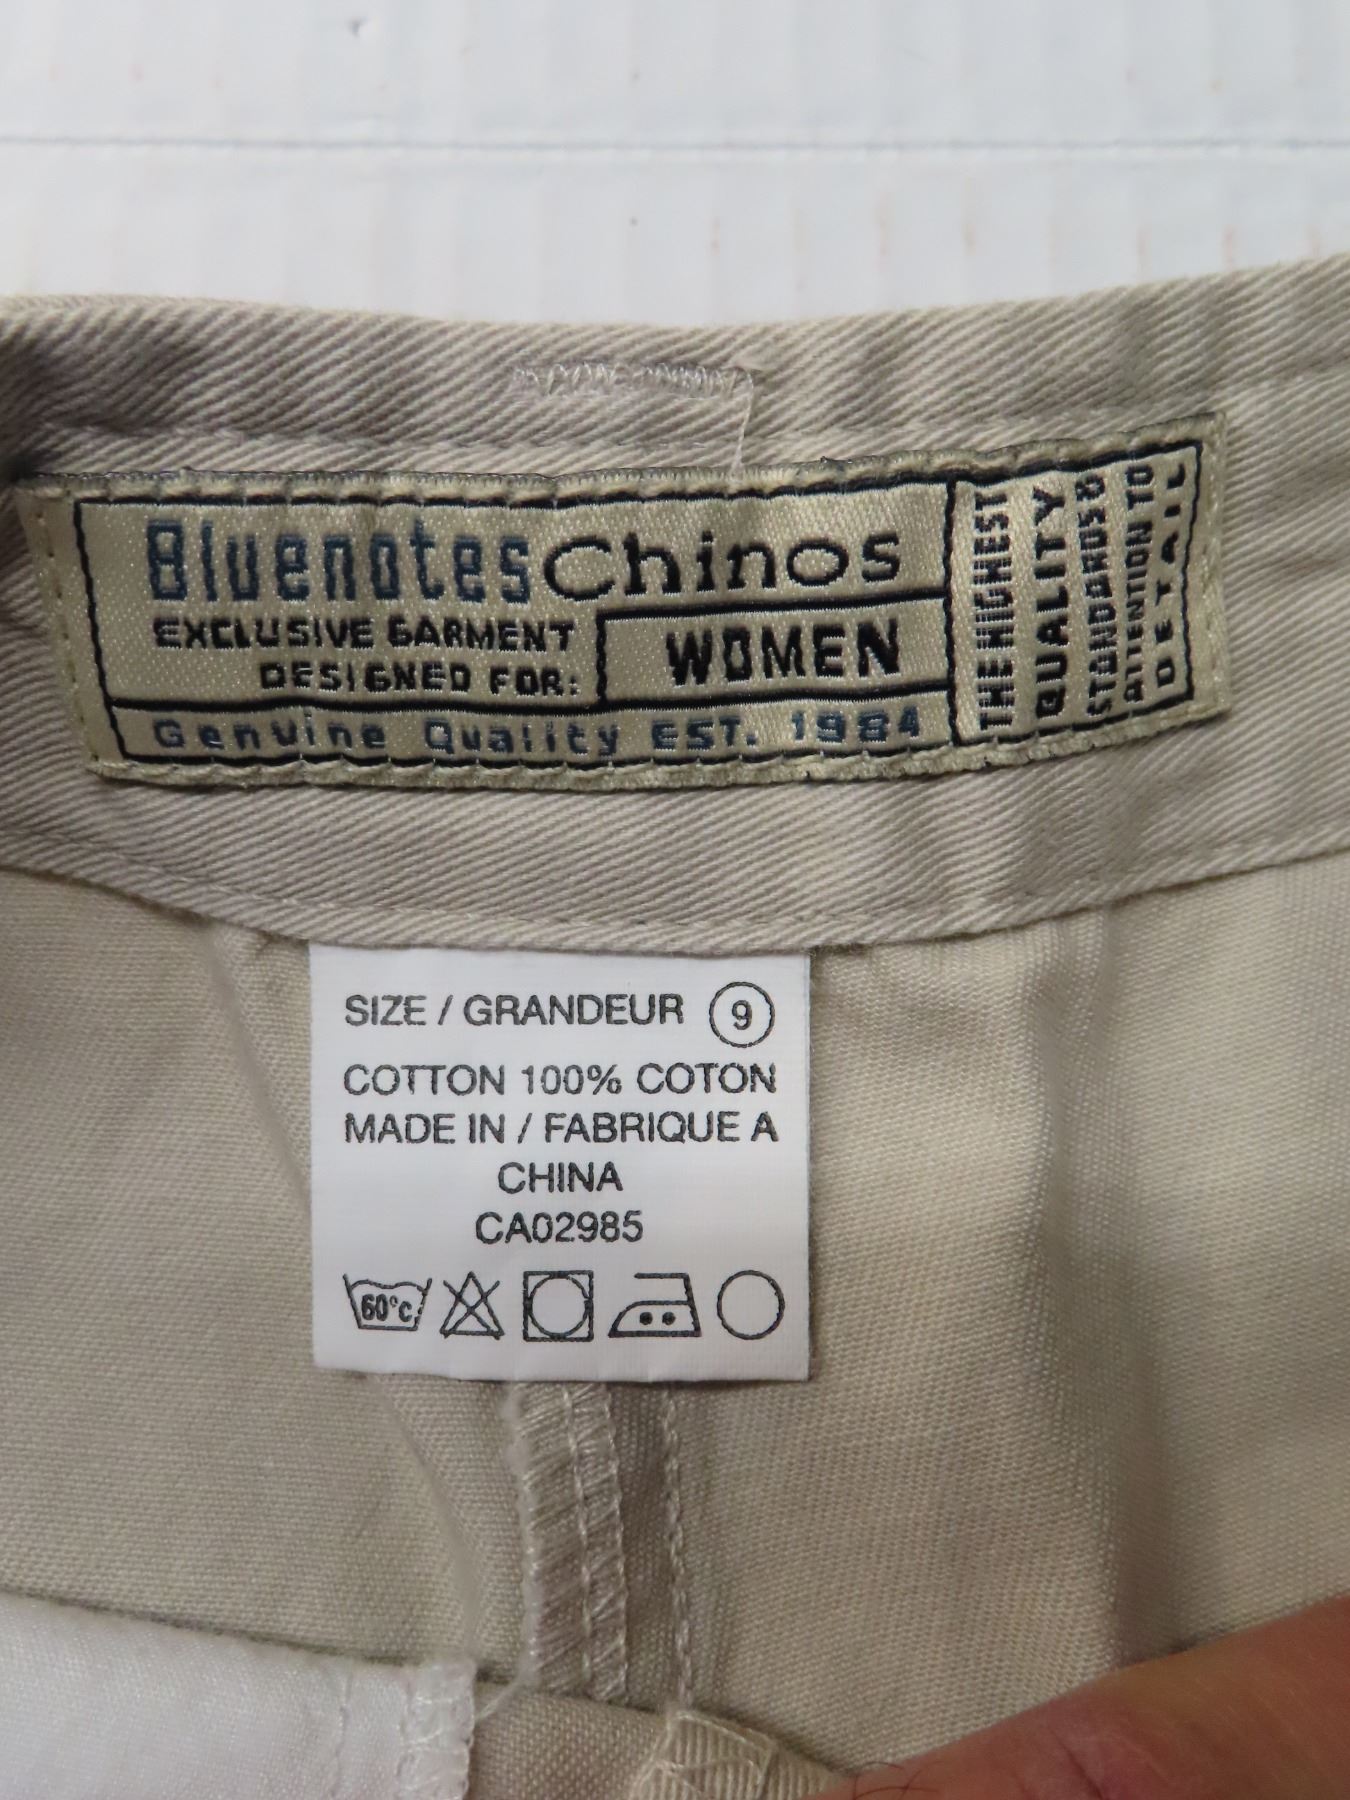 Bluenotes Chinos
EXCLUSIVE GARMENT
DESIGNED FOR:
WOMEN
Genuine Quality EST. 1984
THE HIGHEST
QUALITY
STANDARDS &
ATTENTION TO
DETAIL
SIZE / GRANDEUR 9
COTTON 100% COTON
MADE IN / FABRIQUE A
CHINA
CA02985
60°c